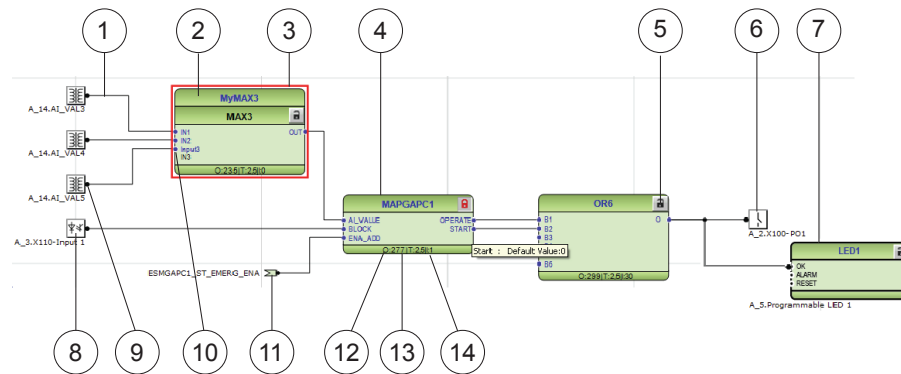 1
2
3
4
5
6
7
A_14.AI_VAL3
A_14.AI_VAL4
A_14.AI_VAL5
A_3.X110-Input 1
MyMAX3
MAX3
IN1
IN2
Input3
IN3
OUT
O:235|T:2.5|I:0
MAPGAPC1
AI_VALUE
BLOCK
ENA_ADD
OPERATE
START
O:277|T:2.5|I:1
Start : Default Value:0
ESMGAPC1_ST_EMERG_ENA
OR6
B1
B2
B3
B6
O
O:299|T:2.5|I:30
A_2.X100-PO1
LED1
OK
ALARM
RESET
A_5.Programmable LED 1
8
9
10
11
12
13
14